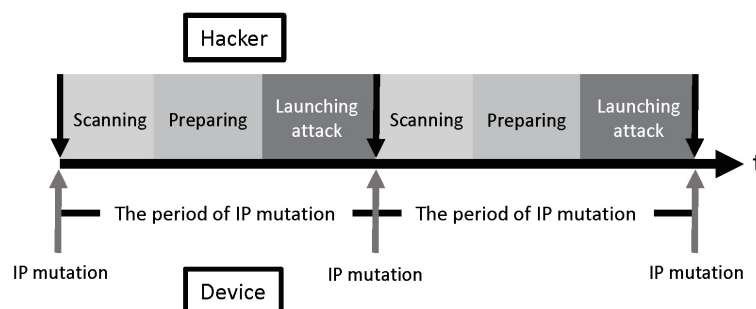 Hacker
Scanning
Preparing
Launching
attack
Scanning
Preparing
Launching
attack
t
The period of IP mutation
The period of IP mutation
IP mutation
IP mutation
IP mutation
Device